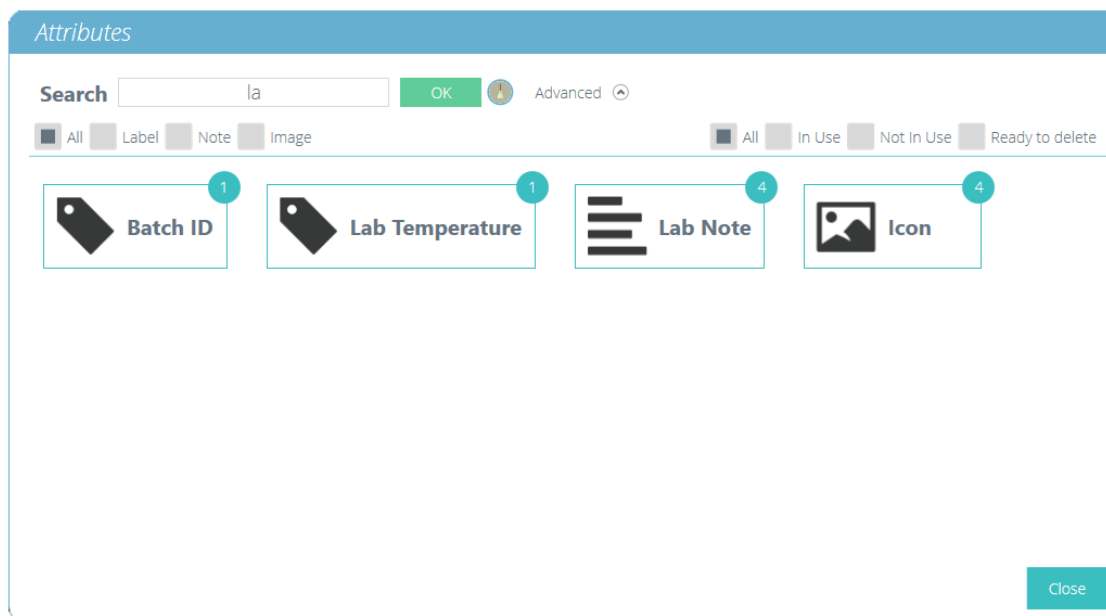 Attributes
Search la OK Advanced
All Label Note Image All In Use Not In Use Ready to delete
1 1 4 4
Batch ID Lab Temperature Lab Note Icon
Close